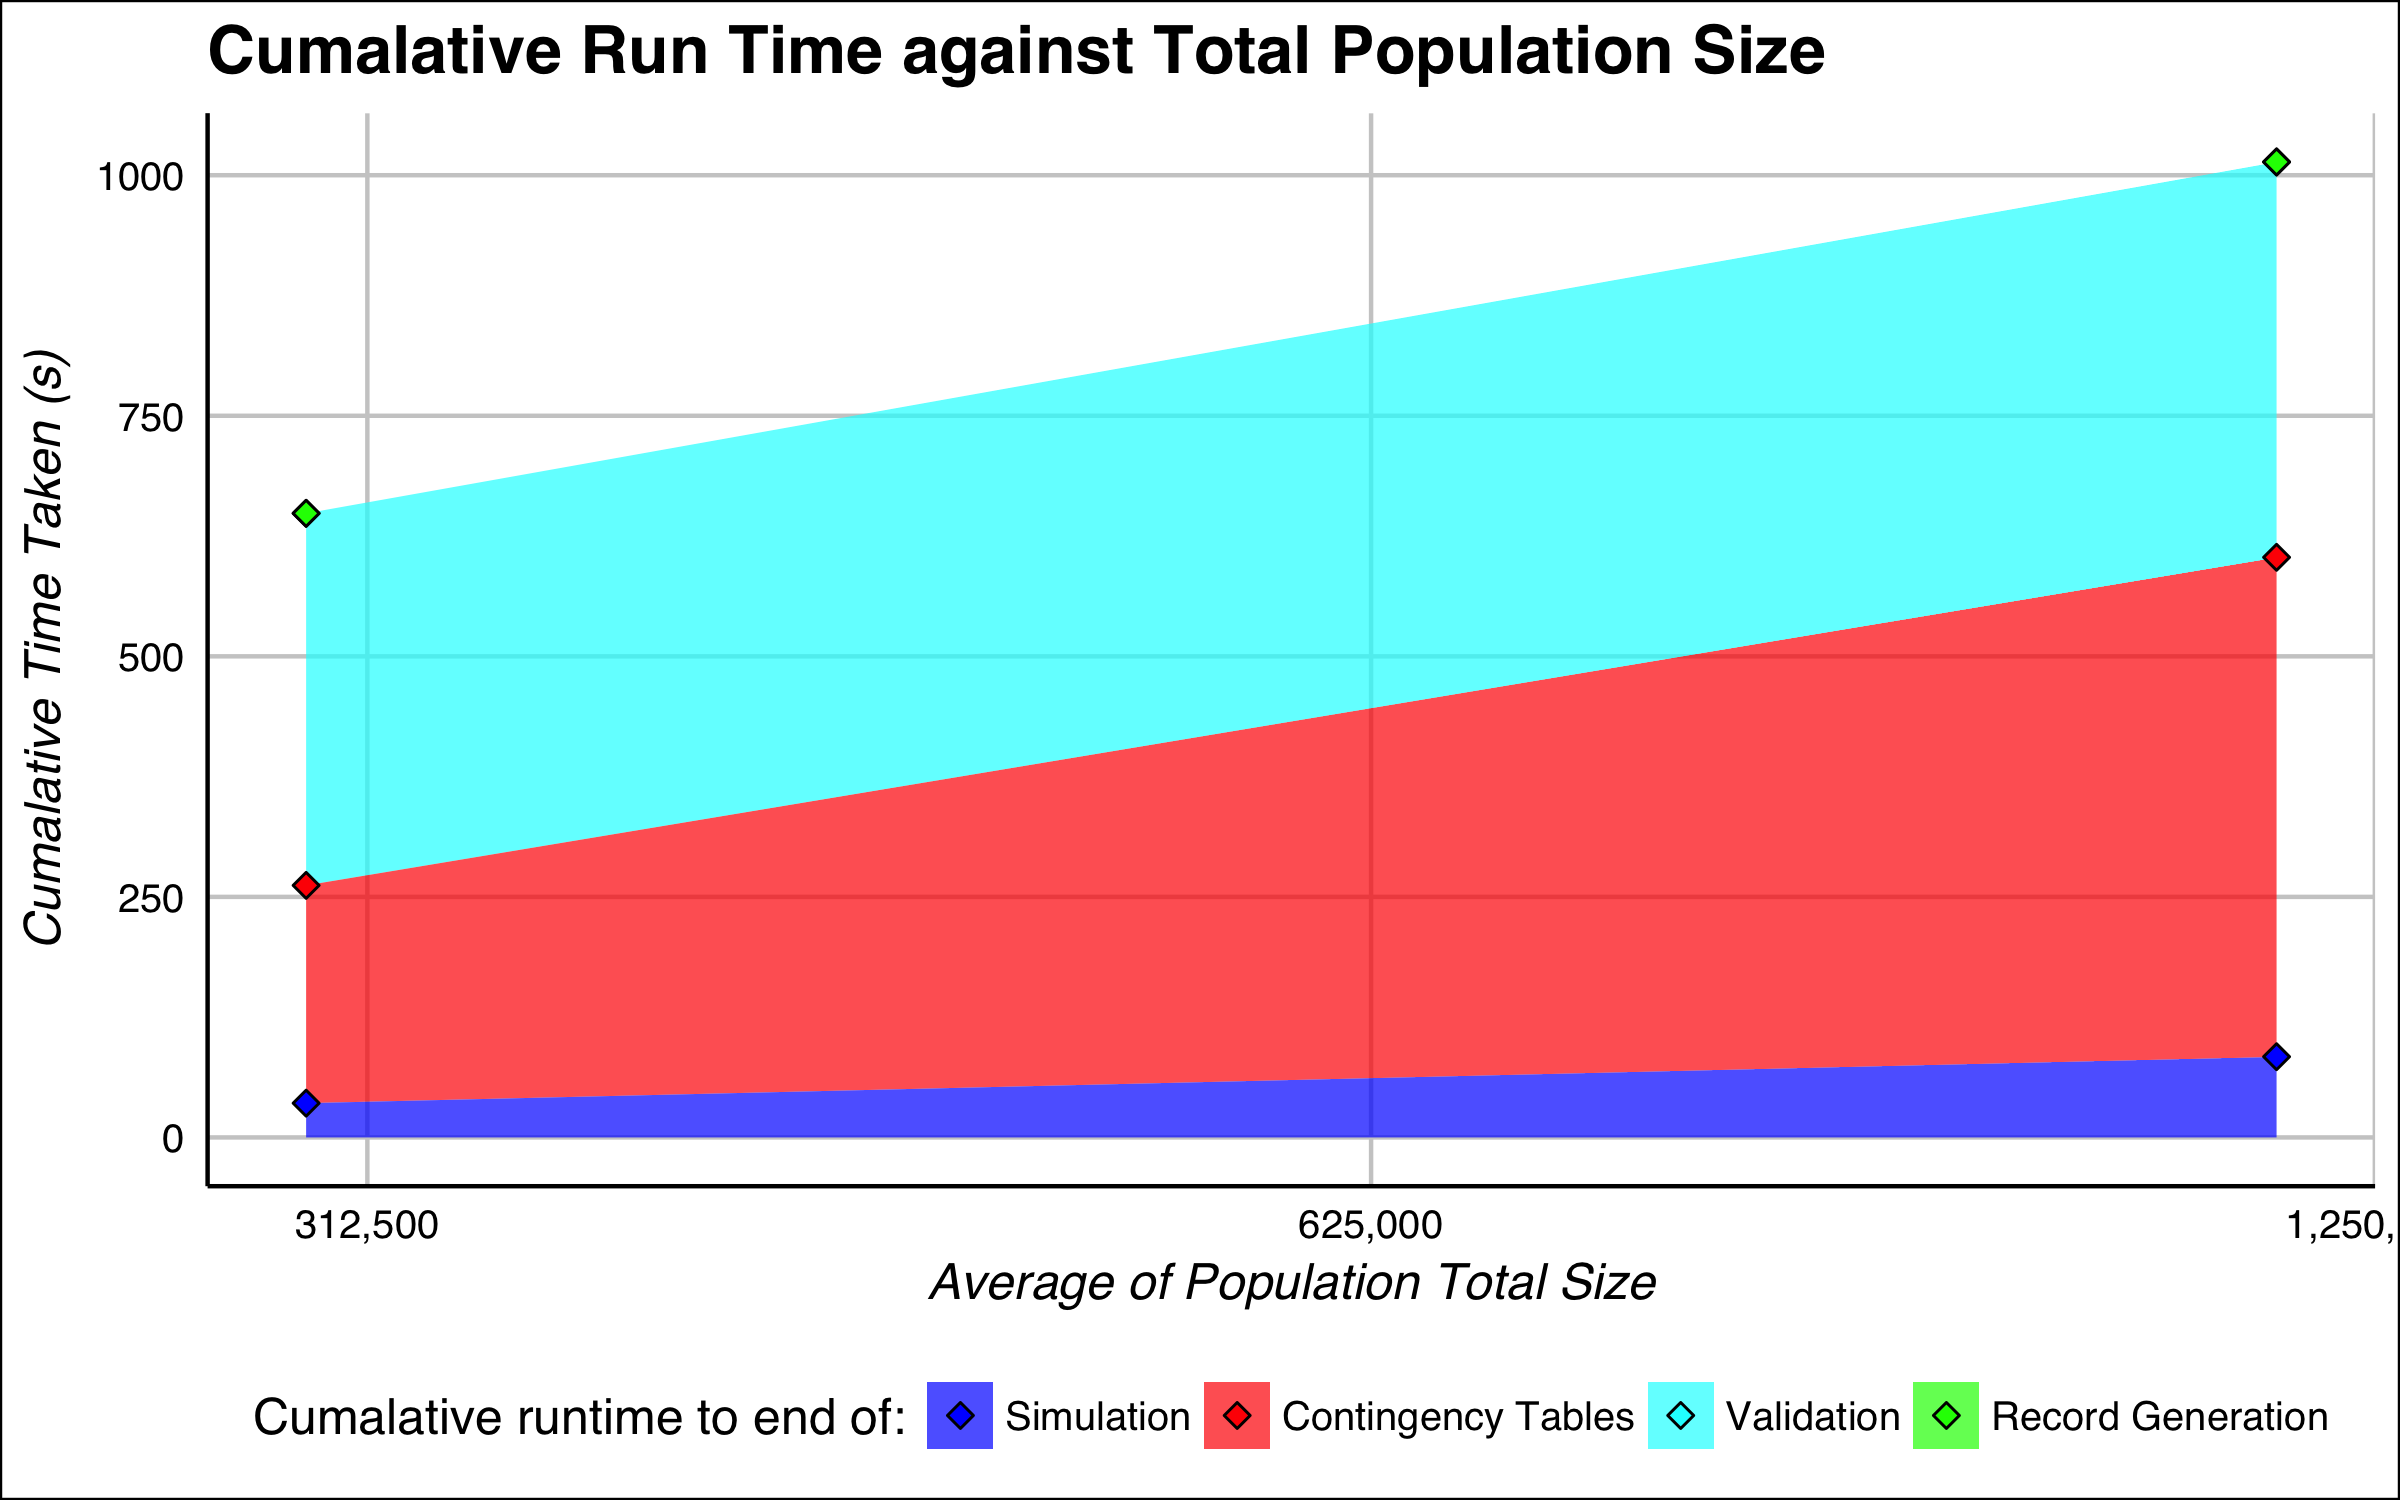 Cumalative Run Time against Total Population Size
Cumalative Time Taken (s)
1000
750
500
250
0
312,500
625,000
1,250,
Average of Population Total Size
Cumalative runtime to end of: Simulation Contingency Tables Validation Record Generation